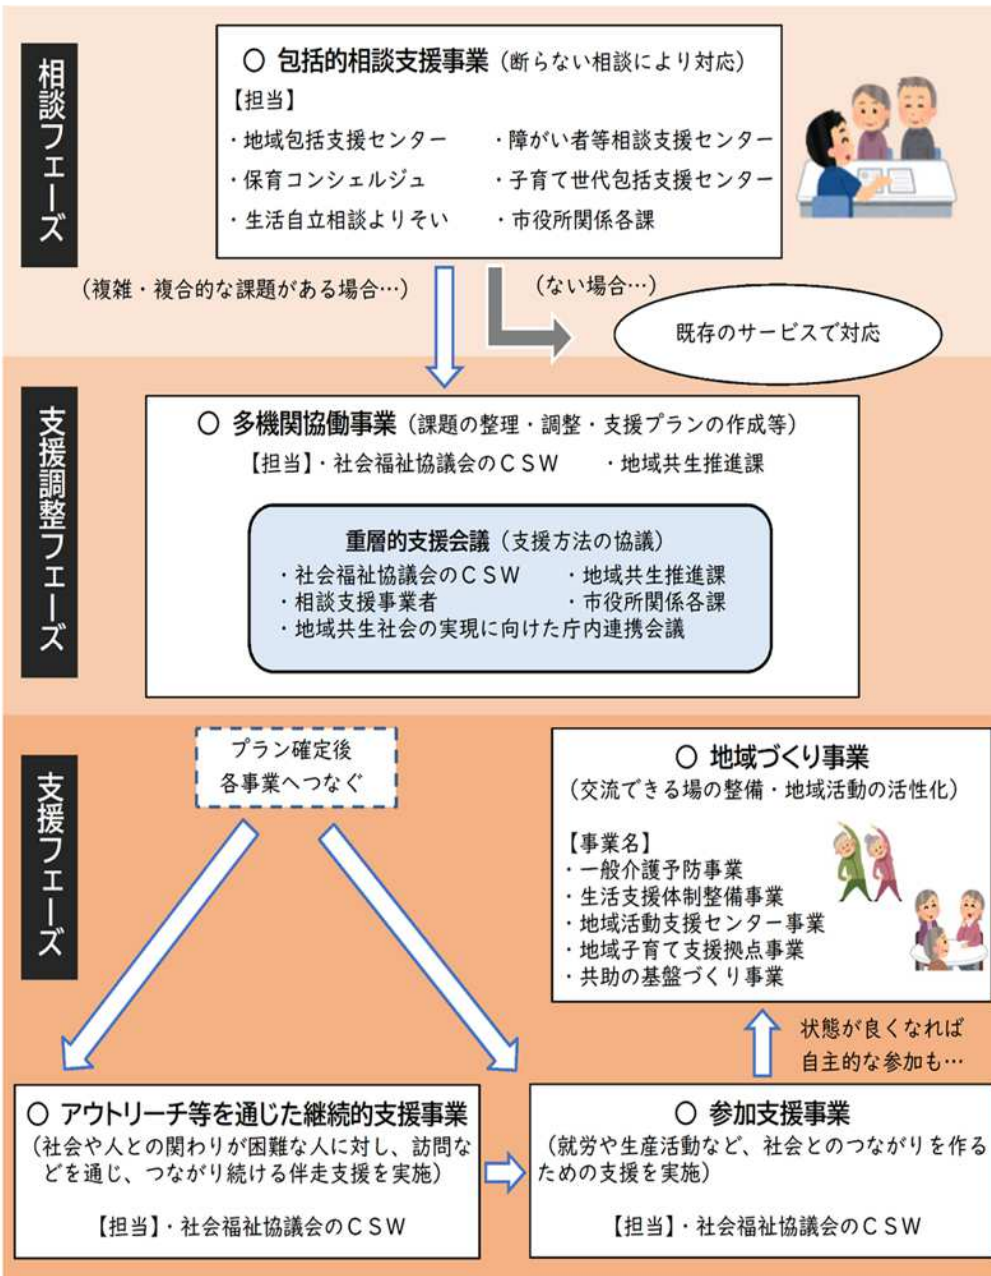 相談フェーズ
〇 包括的相談支援事業（断らない相談により対応）
【担当】
・地域包括支援センター ・障がい者等相談支援センター
・保育コンシェルジュ ・子育て世代包括支援センター
・生活自立相談よりそい ・市役所関係各課
（複雑・複合的な課題がある場合…）
（ない場合…）
既存のサービスで対応
支援調整フェーズ
〇 多機関協働事業（課題の整理・調整・支援プランの作成等）
【担当】・社会福祉協議会のＣＳＷ ・地域共生推進課
重層的支援会議（支援方法の協議）
・社会福祉協議会のＣＳＷ ・地域共生推進課
・相談支援事業者 ・市役所関係各課
・地域共生社会の実現に向けた庁内連携会議
支援フェーズ
プラン確定後
各事業へつなぐ
〇 地域づくり事業
（交流できる場の整備・地域活動の活性化）
【事業名】
・一般介護予防事業
・生活支援体制整備事業
・地域活動支援センター事業
・地域子育て支援拠点事業
・共助の基盤づくり事業
状態が良くなれば
自主的な参加も…
〇 アウトリーチ等を通じた継続的支援事業
（社会や人との関わりが困難な人に対し、訪問な
どを通じ、つながり続ける伴走支援を実施）
【担当】・社会福祉協議会のＣＳＷ
〇 参加支援事業
（就労や生産活動など、社会とのつながりを作る
ための支援を実施）
【担当】・社会福祉協議会のＣＳＷ